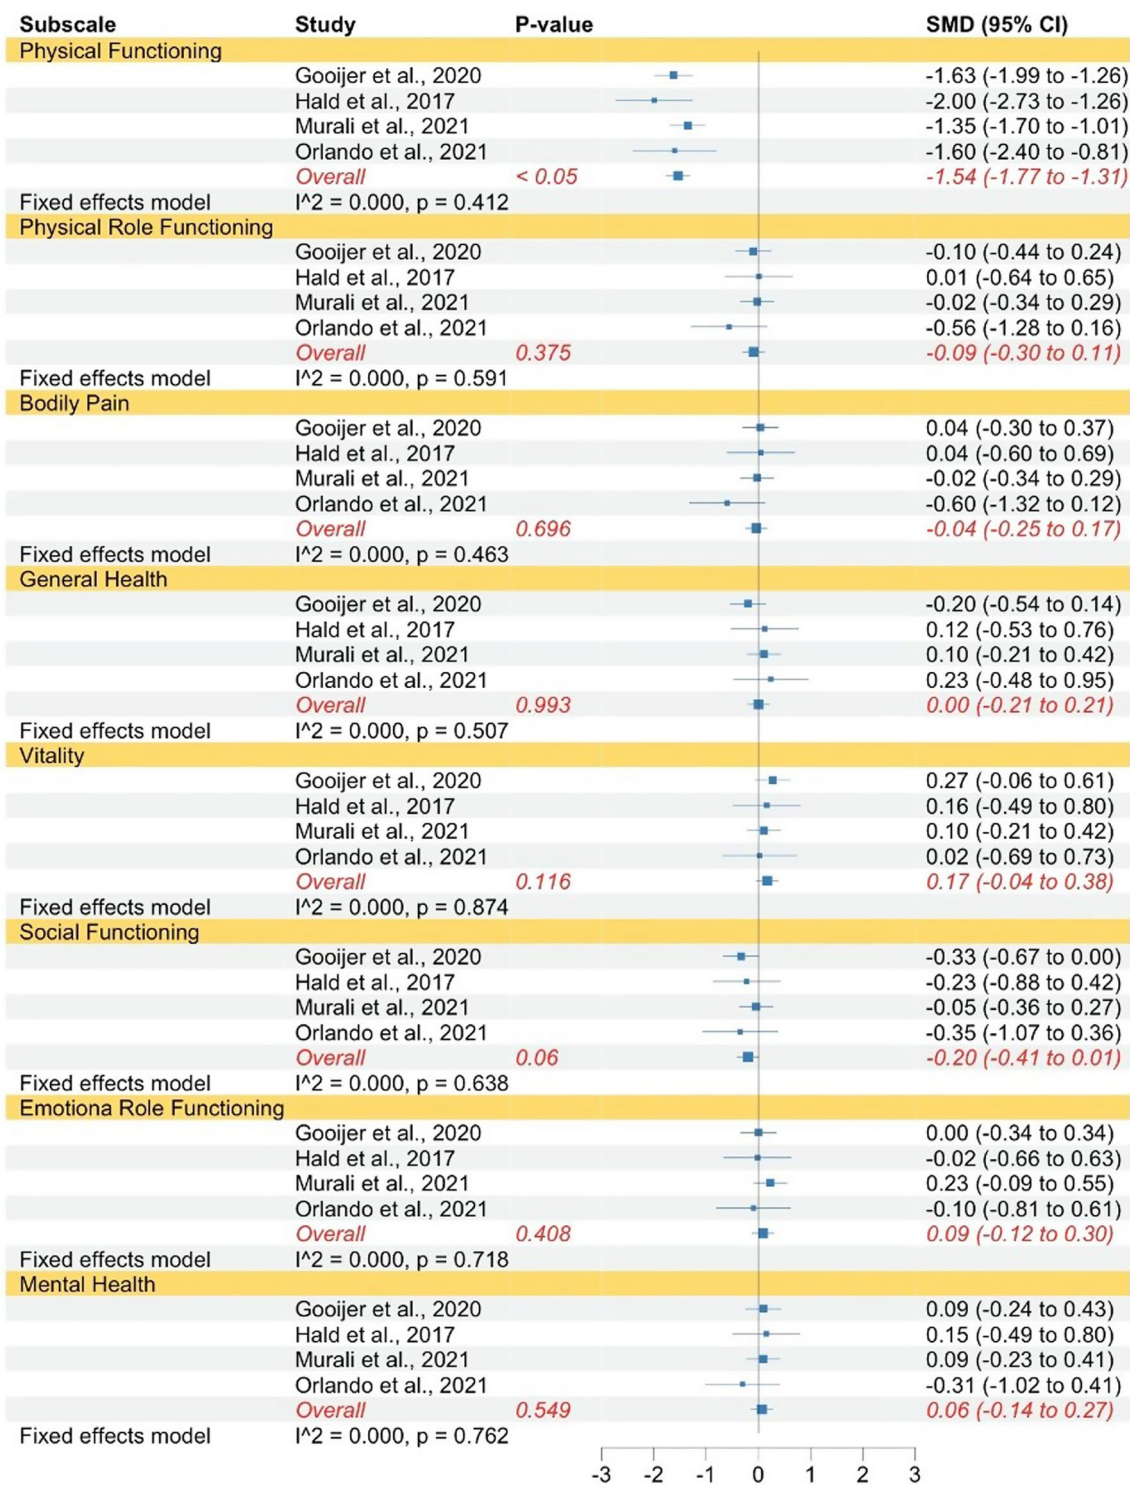 Subscale Study P-value SMD (95% CI)
Physical Functioning
Gooijer et al., 2020 -1.63 (-1.99 to -1.26)
Hald et al., 2017 -2.00 (-2.73 to -1.26)
Murali et al., 2021 -1.35 (-1.70 to -1.01)
Orlando et al., 2021 -1.60 (-2.40 to -0.81)
Overall < 0.05 -1.54 (-1.77 to -1.31)
Fixed effects model I^2 = 0.000, p = 0.412
Physical Role Functioning
Gooijer et al., 2020 -0.10 (-0.44 to 0.24)
Hald et al., 2017 0.01 (-0.64 to 0.65)
Murali et al., 2021 -0.02 (-0.34 to 0.29)
Orlando et al., 2021 -0.56 (-1.28 to 0.16)
Overall 0.375 -0.09 (-0.30 to 0.11)
Fixed effects model I^2 = 0.000, p = 0.591
Bodily Pain
Gooijer et al., 2020 0.04 (-0.30 to 0.37)
Hald et al., 2017 0.04 (-0.60 to 0.69)
Murali et al., 2021 -0.02 (-0.34 to 0.29)
Orlando et al., 2021 -0.60 (-1.32 to 0.12)
Overall 0.696 -0.04 (-0.25 to 0.17)
Fixed effects model I^2 = 0.000, p = 0.463
General Health
Gooijer et al., 2020 -0.20 (-0.54 to 0.14)
Hald et al., 2017 0.12 (-0.53 to 0.76)
Murali et al., 2021 0.10 (-0.21 to 0.42)
Orlando et al., 2021 0.23 (-0.48 to 0.95)
Overall 0.993 0.00 (-0.21 to 0.21)
Fixed effects model I^2 = 0.000, p = 0.507
Vitality
Gooijer et al., 2020 0.27 (-0.06 to 0.61)
Hald et al., 2017 0.16 (-0.49 to 0.80)
Murali et al., 2021 0.10 (-0.21 to 0.42)
Orlando et al., 2021 0.02 (-0.69 to 0.73)
Overall 0.116 0.17 (-0.04 to 0.38)
Fixed effects model I^2 = 0.000, p = 0.874
Social Functioning
Gooijer et al., 2020 -0.33 (-0.67 to 0.00)
Hald et al., 2017 -0.23 (-0.88 to 0.42)
Murali et al., 2021 -0.05 (-0.36 to 0.27)
Orlando et al., 2021 -0.35 (-1.07 to 0.36)
Overall 0.06 -0.20 (-0.41 to 0.01)
Fixed effects model I^2 = 0.000, p = 0.638
Emotiona Role Functioning
Gooijer et al., 2020 0.00 (-0.34 to 0.34)
Hald et al., 2017 -0.02 (-0.66 to 0.63)
Murali et al., 2021 0.23 (-0.09 to 0.55)
Orlando et al., 2021 -0.10 (-0.81 to 0.61)
Overall 0.408 0.09 (-0.12 to 0.30)
Fixed effects model I^2 = 0.000, p = 0.718
Mental Health
Gooijer et al., 2020 0.09 (-0.24 to 0.43)
Hald et al., 2017 0.15 (-0.49 to 0.80)
Murali et al., 2021 0.09 (-0.23 to 0.41)
Orlando et al., 2021 -0.31 (-1.02 to 0.41)
Overall 0.549 0.06 (-0.14 to 0.27)
Fixed effects model I^2 = 0.000, p = 0.762
-3 -2 -1 0 1 2 3